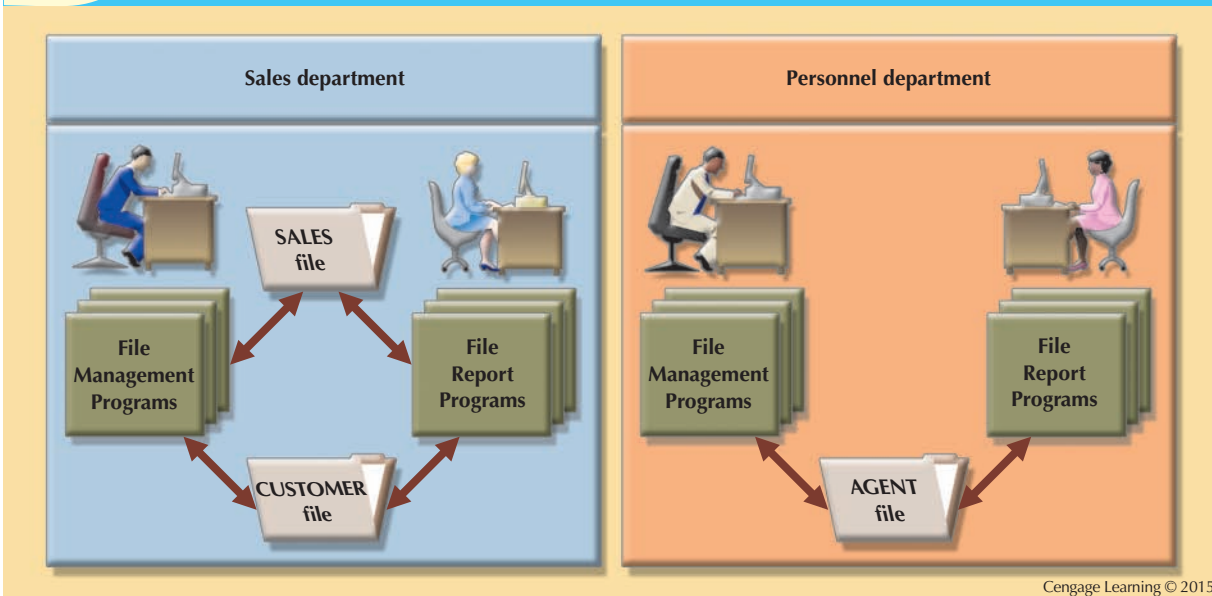 Sales department
SALES
file
File
Management
Programs
File
Report
Programs
CUSTOMER
file
Personnel department
File
Management
Programs
File
Report
Programs
AGENT
file
Cengage Learning © 2015